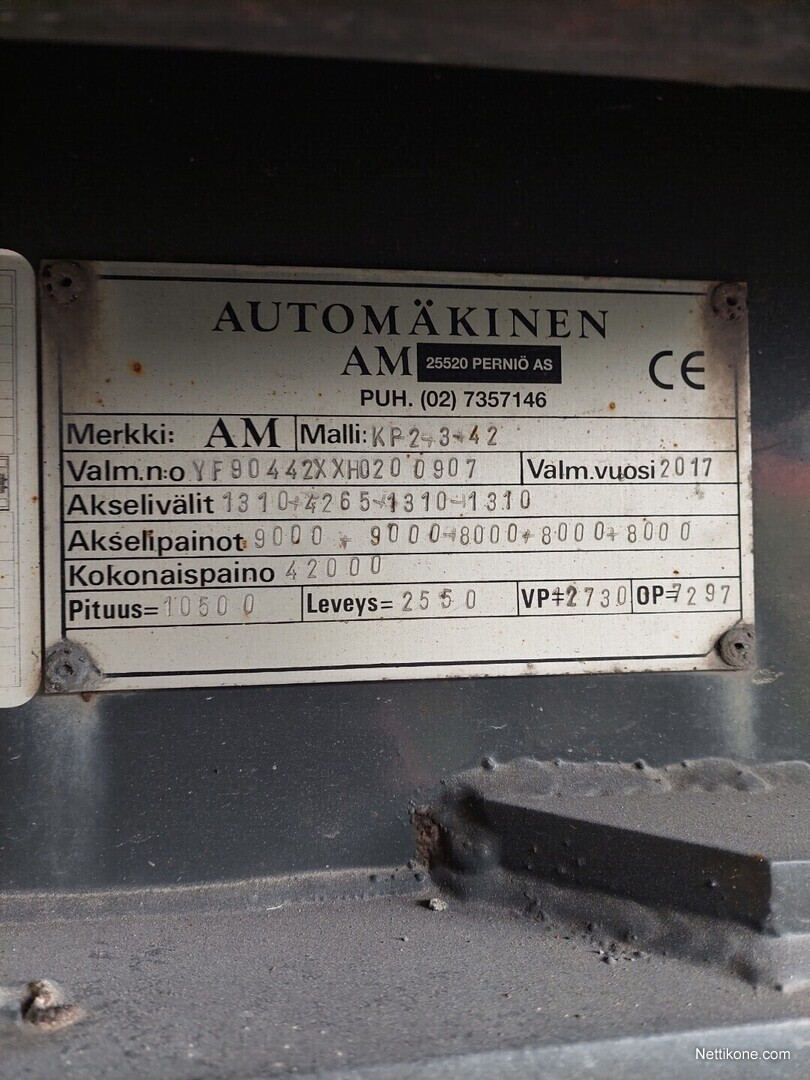 AUTOMÄKINEN
AM 25520 PERNIÖ AS
CE
PUH. (02) 7357146
Merkki: AM Malli: KP2-3-42
Valm.n:o YF90442XXH0200907 Valm.vuosi 2017
Akselivälit 1310+4265+1310+1310
Akselipainot 9000 + 9000+8000+8000+8000
Kokonaispaino 42000
Pituus= 10500 Leveys= 2550 VP=12730 OP=7297
Nettikone.com